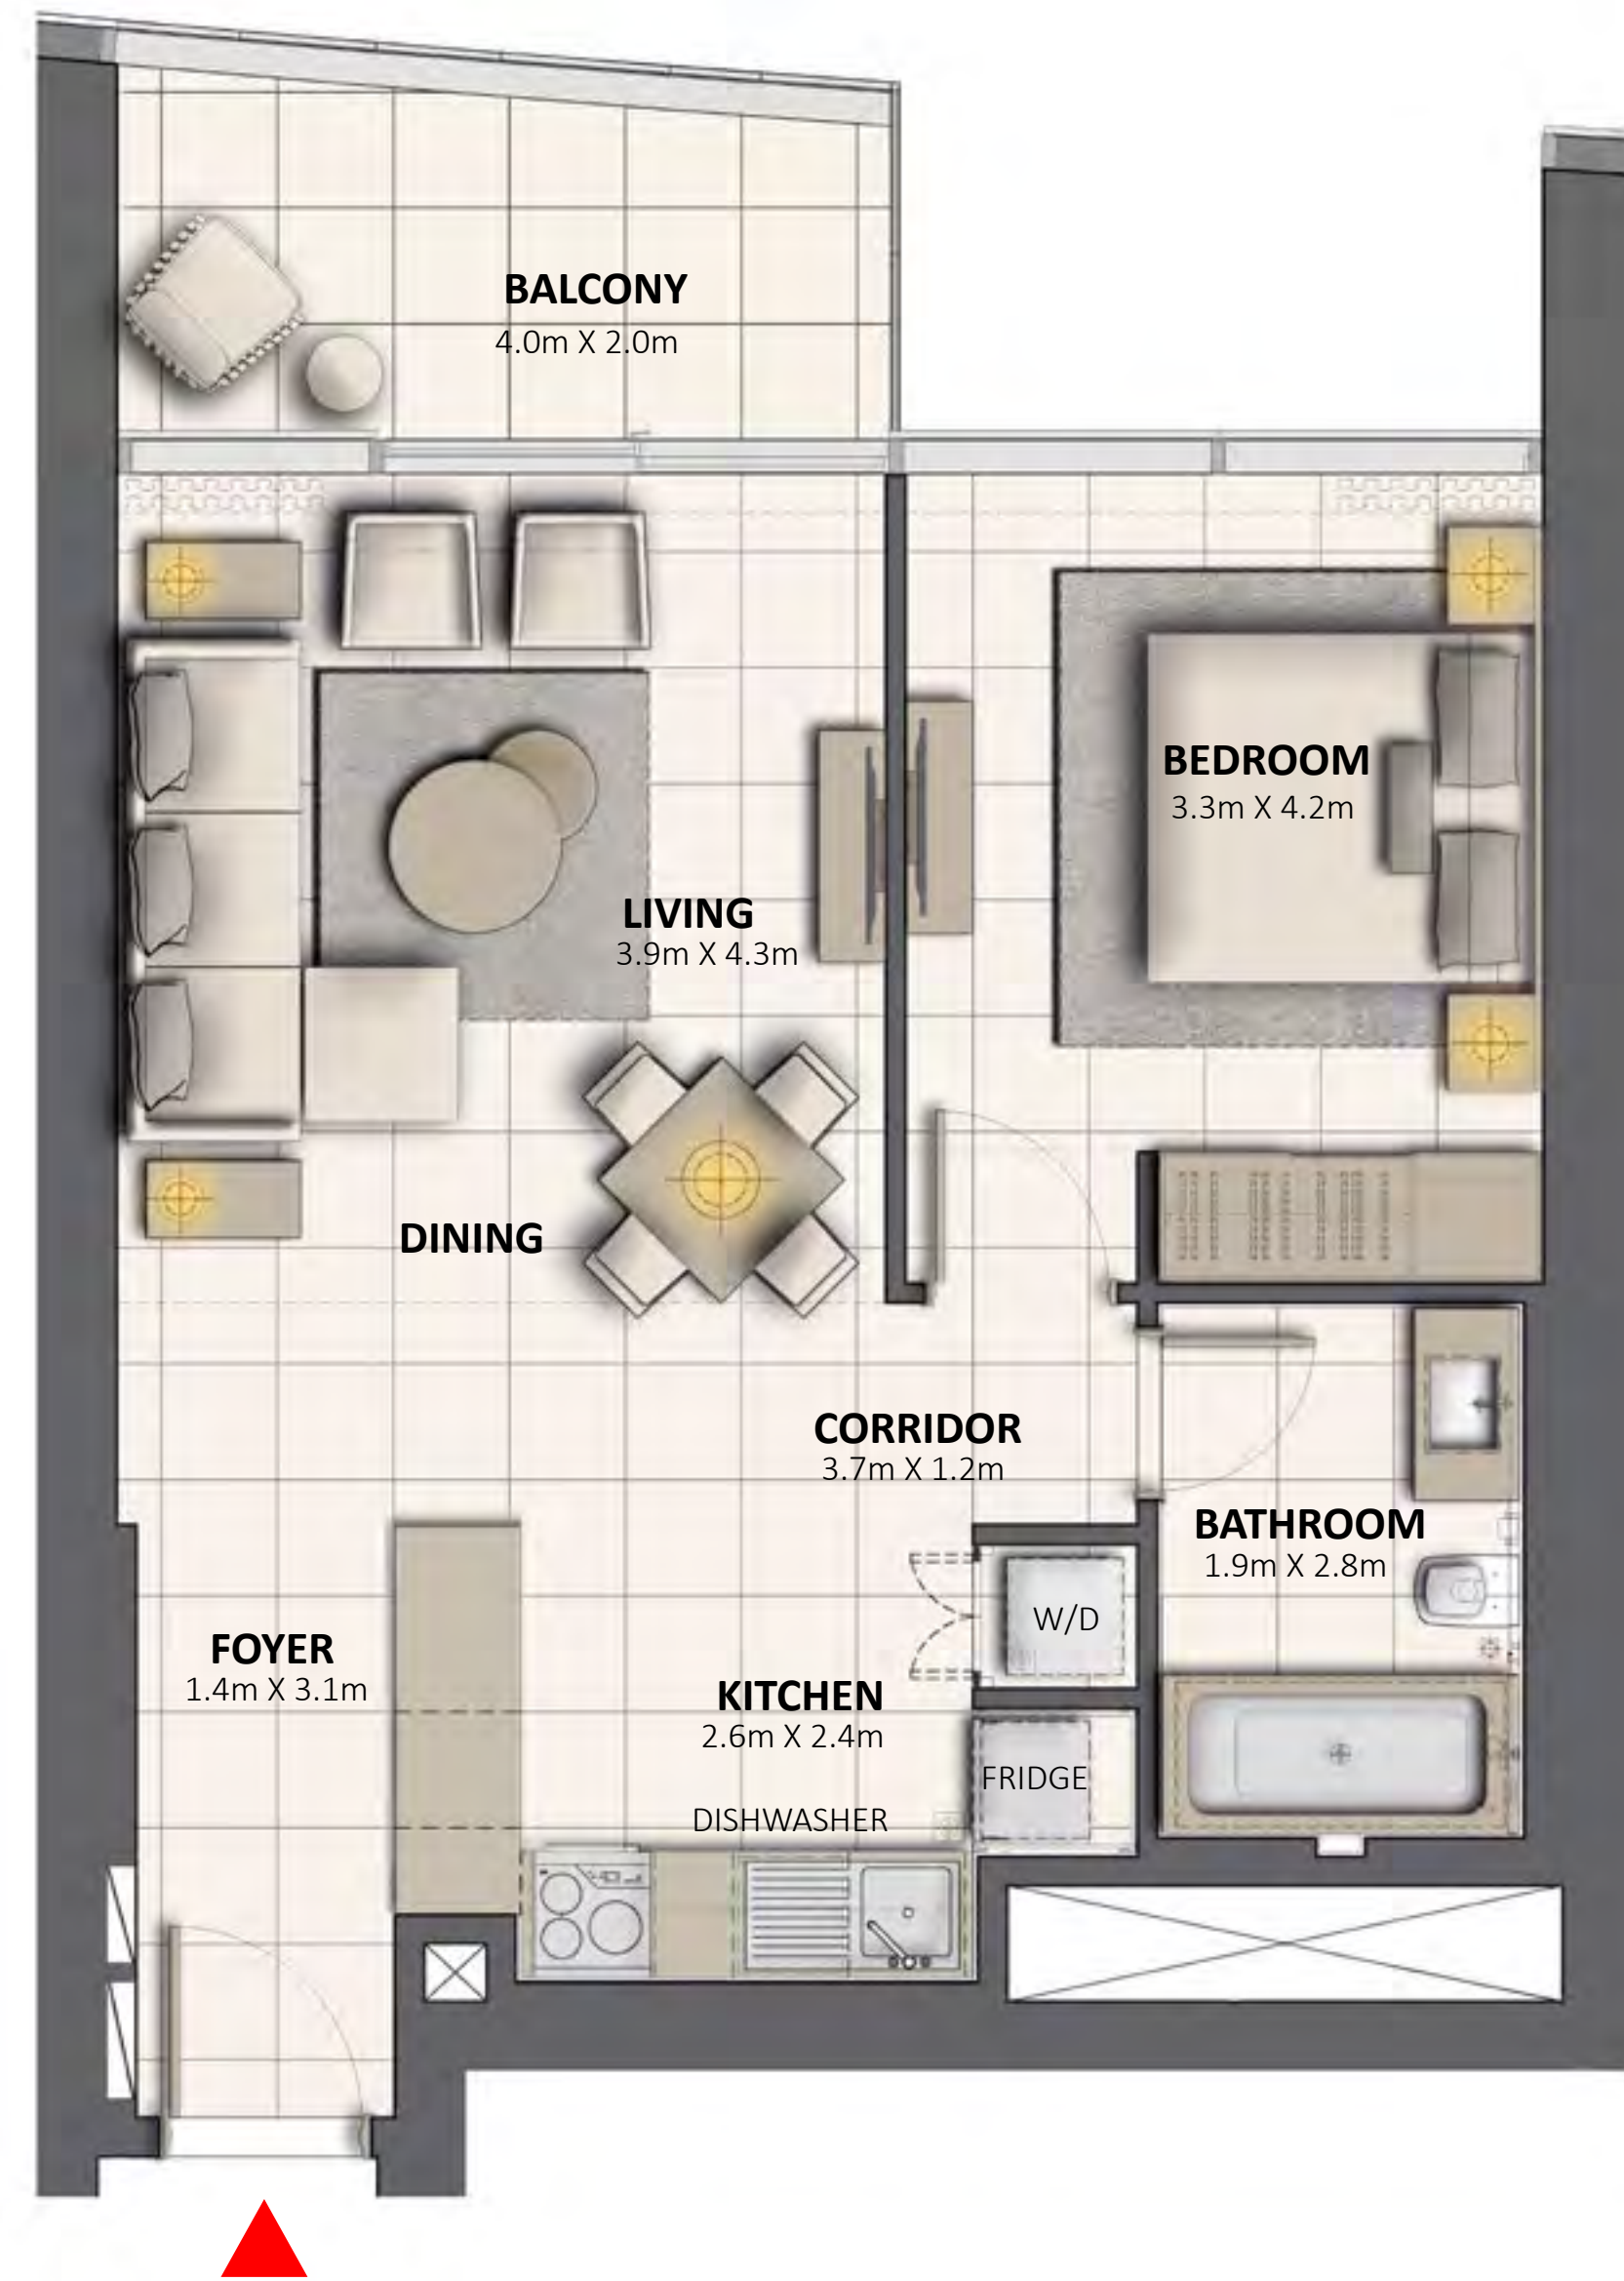 BALCONY
4.0m X 2.0m
BEDROOM
3.3m X 4.2m
LIVING
3.9m X 4.3m
DINING
CORRIDOR
3.7m X 1.2m
BATHROOM
1.9m X 2.8m
W/D
FOYER
1.4m X 3.1m
KITCHEN
2.6m X 2.4m
FRIDGE
DISHWASHER